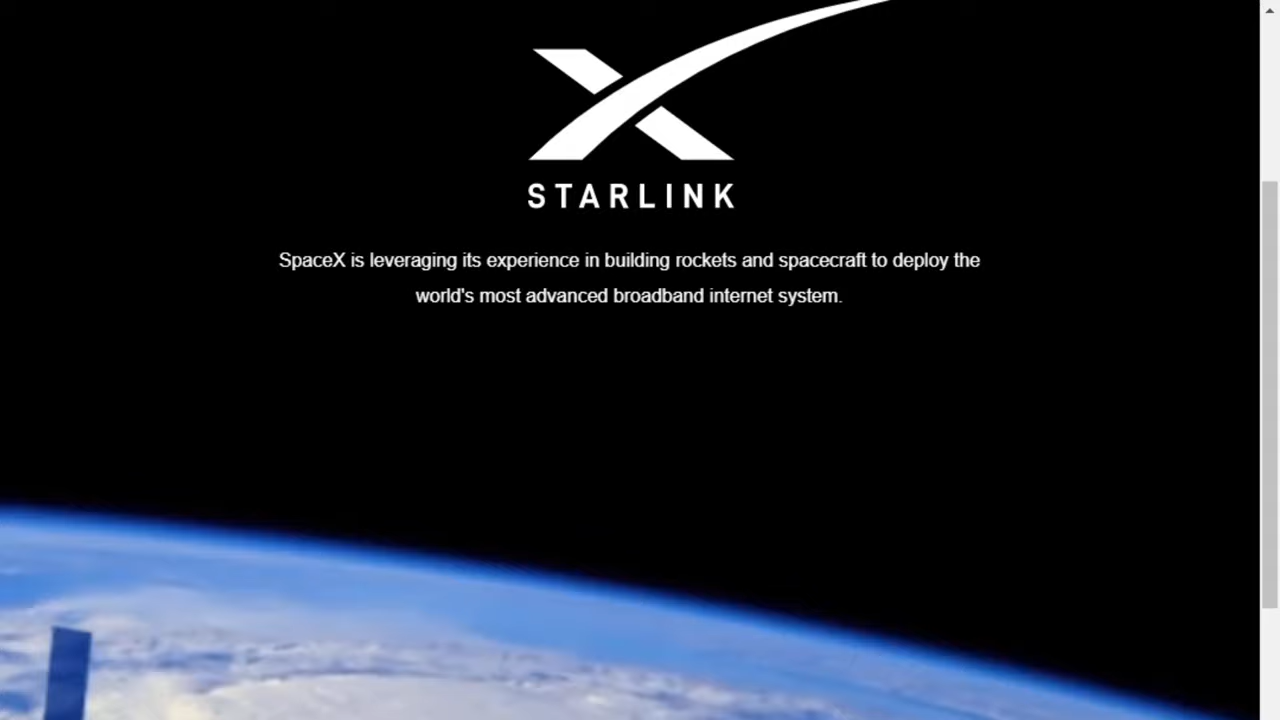 STARLINK
SpaceX is leveraging its experience in building rockets and spacecraft to deploy the
world's most advanced broadband internet system.